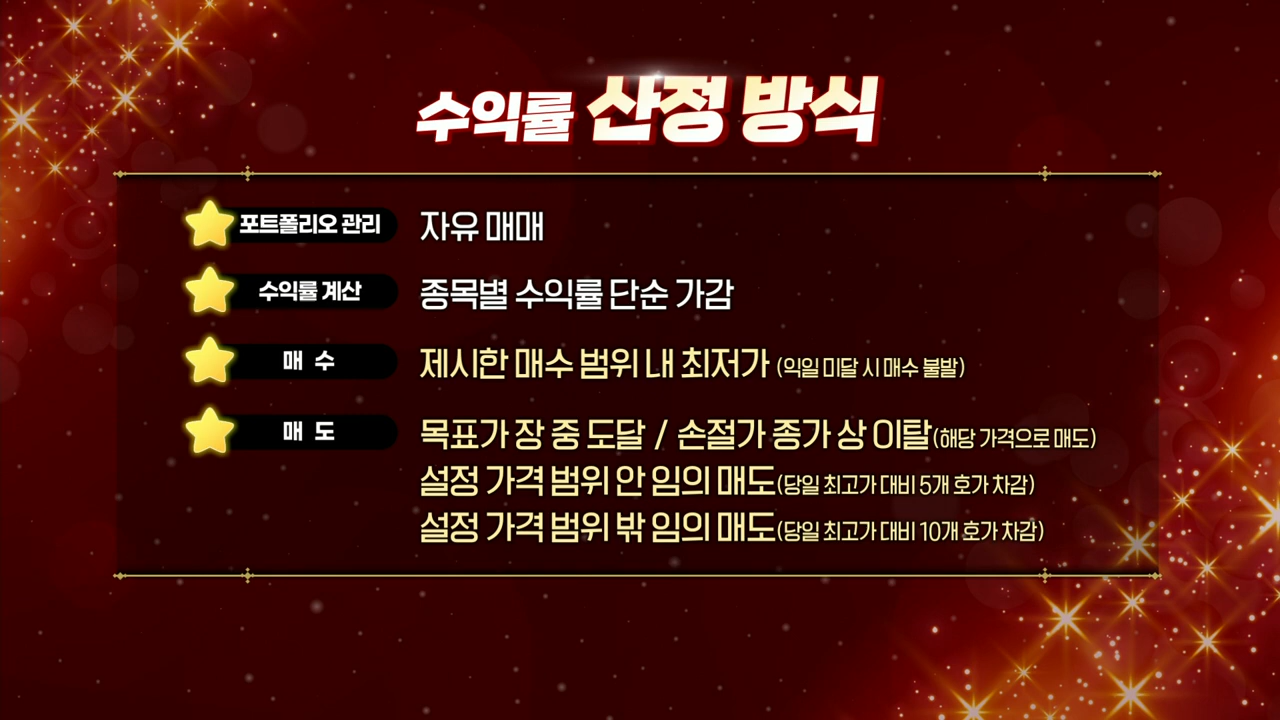 수익률 산정 방식
포트폴리오 관리 자유 매매
수익률 계산 종목별 수익률 단순 가감
매 수 제시한 매수 범위 내 최저가 (익일 미달 시 매수 불발)
매 도 목표가 장 중 도달 / 손절가 종가 상 이탈(해당 가격으로 매도)
설정 가격 범위 안 임의 매도(당일 최고가 대비 5개 호가 차감)
설정 가격 범위 밖 임의 매도(당일 최고가 대비 10개 호가 차감)